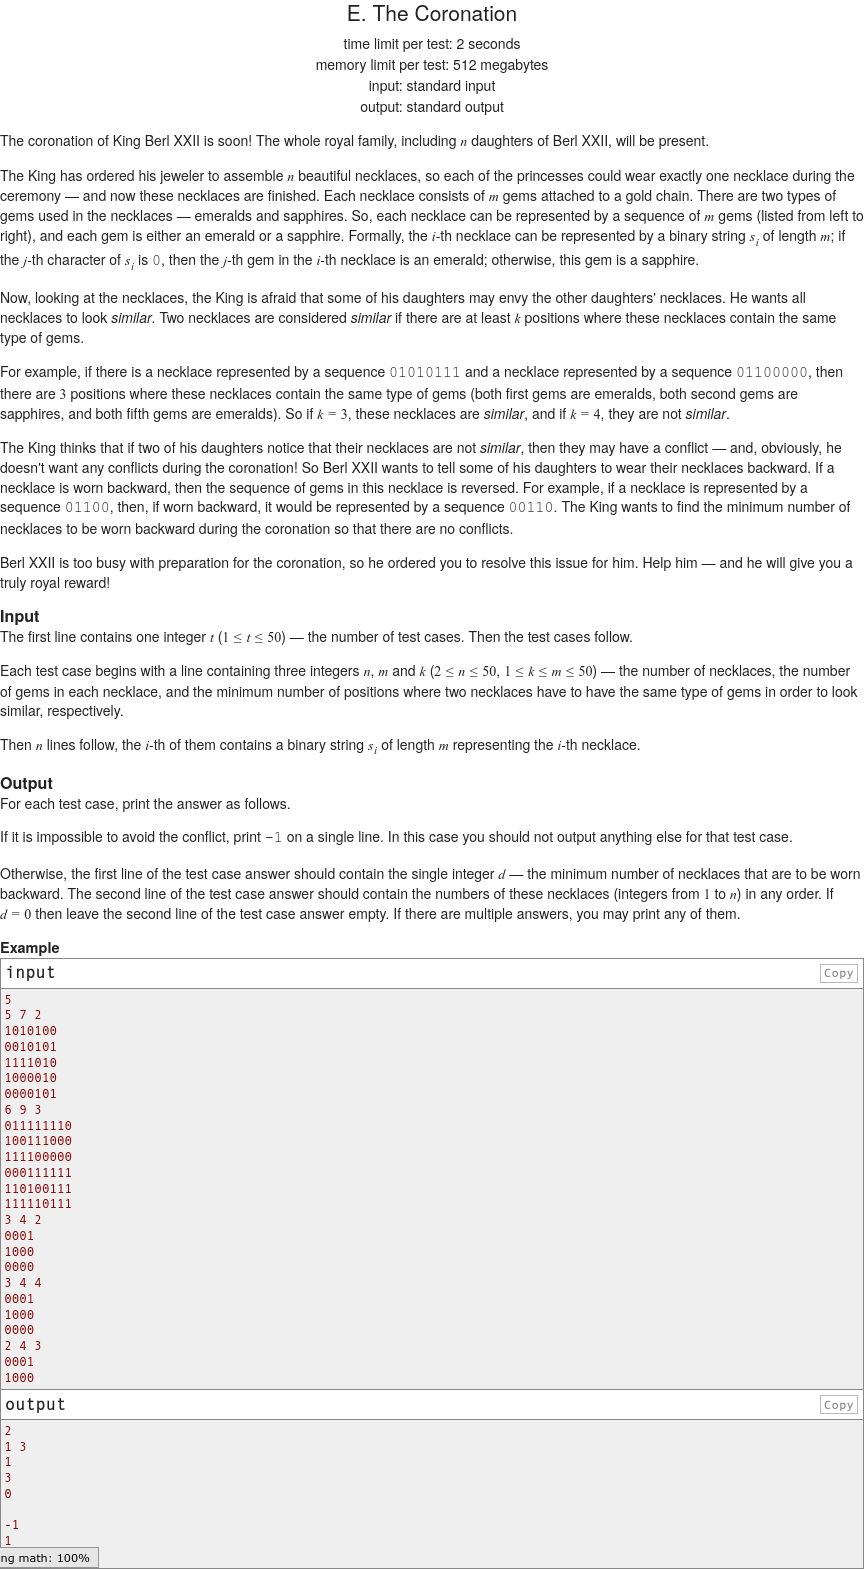 E. The Coronation
time limit per test: 2 seconds
memory limit per test: 512 megabytes
input: standard input
output: standard output
The coronation of King Berl XXII is soon! The whole royal family, including n daughters of Berl XXII, will be present.
The King has ordered his jeweler to assemble n beautiful necklaces, so each of the princesses could wear exactly one necklace during the
ceremony — and now these necklaces are finished. Each necklace consists of m gems attached to a gold chain. There are two types of
gems used in the necklaces — emeralds and sapphires. So, each necklace can be represented by a sequence of m gems (listed from left to
right), and each gem is either an emerald or a sapphire. Formally, the i-th necklace can be represented by a binary string s_i of length m; if
the j-th character of s_i is 0, then the j-th gem in the i-th necklace is an emerald; otherwise, this gem is a sapphire.
Now, looking at the necklaces, the King is afraid that some of his daughters may envy the other daughters' necklaces. He wants all
necklaces to look similar. Two necklaces are considered similar if there are at least k positions where these necklaces contain the same
type of gems.
For example, if there is a necklace represented by a sequence 01010111 and a necklace represented by a sequence 01100000, then
there are 3 positions where these necklaces contain the same type of gems (both first gems are emeralds, both second gems are
sapphires, and both fifth gems are emeralds). So if k = 3, these necklaces are similar, and if k = 4, they are not similar.
The King thinks that if two of his daughters notice that their necklaces are not similar, then they may have a conflict — and, obviously, he
doesn't want any conflicts during the coronation! So Berl XXII wants to tell some of his daughters to wear their necklaces backward. If a
necklace is worn backward, then the sequence of gems in this necklace is reversed. For example, if a necklace is represented by a
sequence 01100, then, if worn backward, it would be represented by a sequence 00110. The King wants to find the minimum number of
necklaces to be worn backward during the coronation so that there are no conflicts.
Berl XXII is too busy with preparation for the coronation, so he ordered you to resolve this issue for him. Help him — and he will give you a
truly royal reward!
Input
The first line contains one integer t (1 ≤ t ≤ 50) — the number of test cases. Then the test cases follow.
Each test case begins with a line containing three integers n, m and k (2 ≤ n ≤ 50, 1 ≤ k ≤ m ≤ 50) — the number of necklaces, the number
of gems in each necklace, and the minimum number of positions where two necklaces have to have the same type of gems in order to look
similar, respectively.
Then n lines follow, the i-th of them contains a binary string s_i of length m representing the i-th necklace.
Output
For each test case, print the answer as follows.
If it is impossible to avoid the conflict, print -1 on a single line. In this case you should not output anything else for that test case.
Otherwise, the first line of the test case answer should contain the single integer d — the minimum number of necklaces that are to be worn
backward. The second line of the test case answer should contain the numbers of these necklaces (integers from 1 to n) in any order. If
d = 0 then leave the second line of the test case answer empty. If there are multiple answers, you may print any of them.
Example
input Copy
5
5 7 2
1010100
0010101
1111010
1000010
0000101
6 9 3
011111110
100111000
111100000
000111111
110100111
111110111
3 4 2
0001
1000
0000
3 4 4
0001
1000
0000
2 4 3
0001
1000
output Copy
2
1 3
1
3
0
-1
1
ng math: 100%